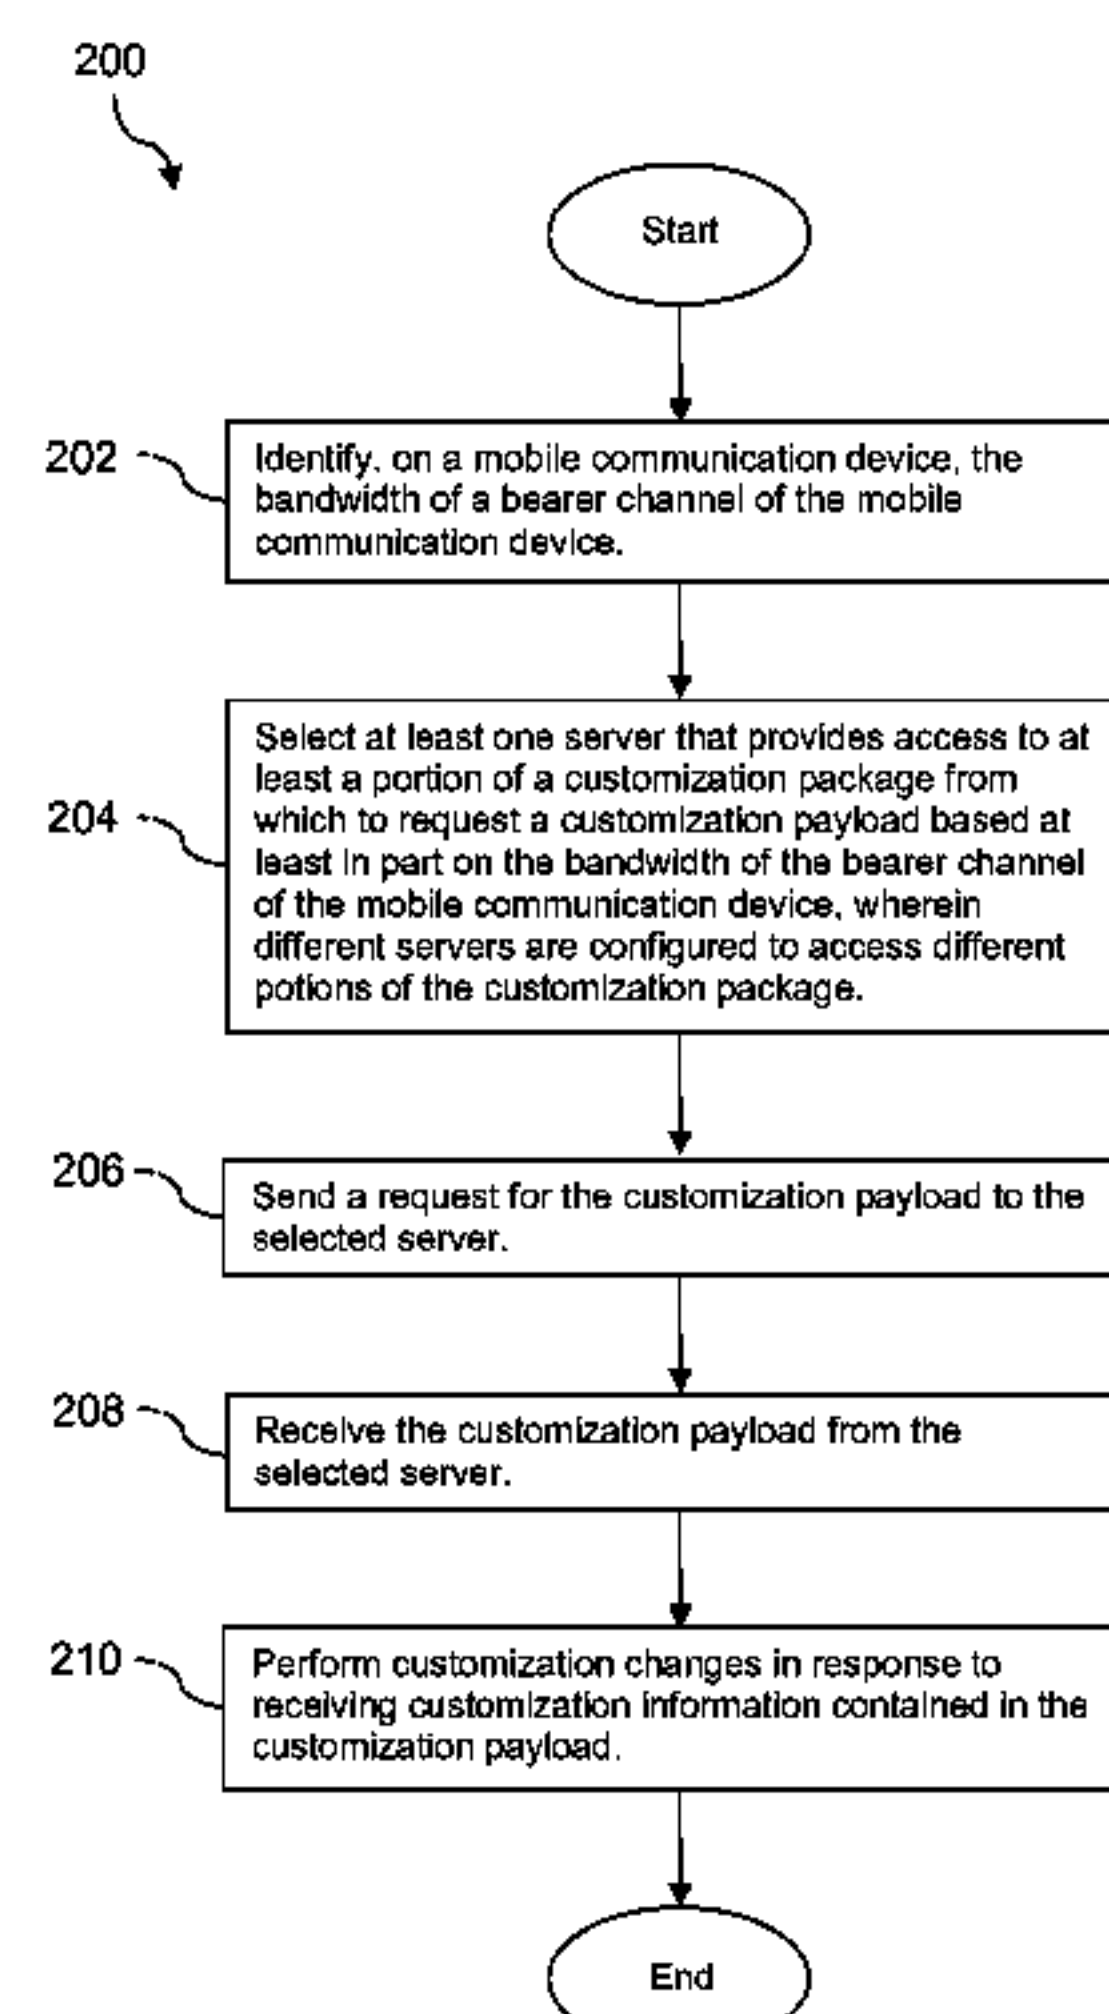 200
Start
202
Identify, on a mobile communication device, the
bandwidth of a bearer channel of the mobile
communication device.
204
Select at least one server that provides access to at
least a portion of a customization package from
which to request a customization payload based at
least in part on the bandwidth of the bearer channel
of the mobile communication device, wherein
different servers are configured to access different
potions of the customization package.
206
Send a request for the customization payload to the
selected server.
208
Receive the customization payload from the
selected server.
210
Perform customization changes in response to
receiving customization information contained in the
customization payload.
End